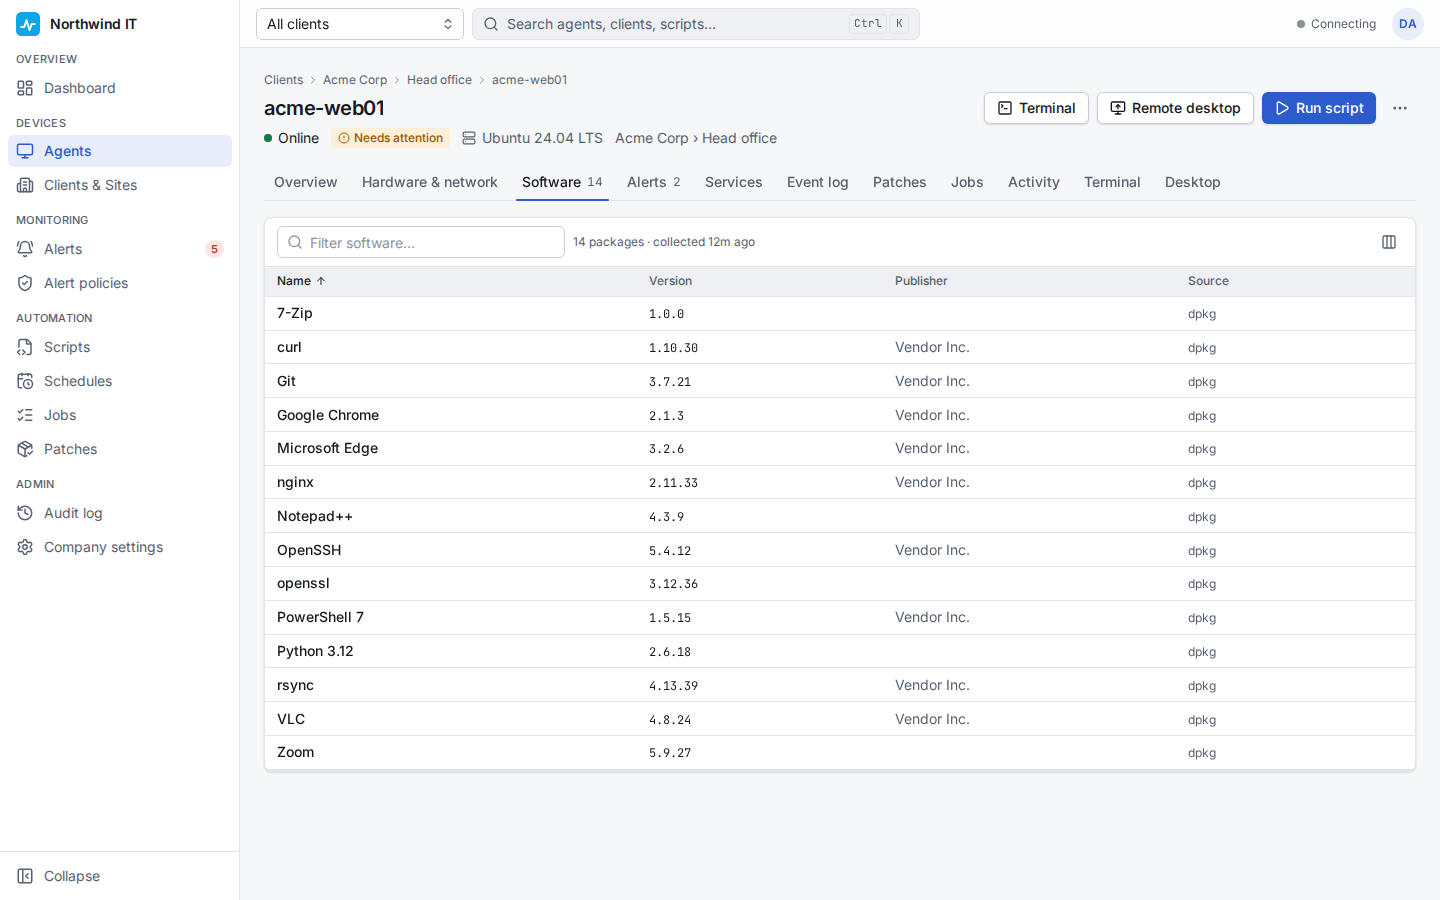 Northwind IT
All clients
Search agents, clients, scripts...
Ctrl K
Connecting
DA
OVERVIEW
Dashboard
DEVICES
Agents
Clients & Sites
MONITORING
Alerts 5
Alert policies
AUTOMATION
Scripts
Schedules
Jobs
Patches
ADMIN
Audit log
Company settings
Collapse
Clients > Acme Corp > Head office > acme-web01
acme-web01
Terminal
Remote desktop
Run script
Online Needs attention Ubuntu 24.04 LTS Acme Corp › Head office
Overview Hardware & network Software 14 Alerts 2 Services Event log Patches Jobs Activity Terminal Desktop
Filter software...
14 packages · collected 12m ago
Name ↑ Version Publisher Source
7-Zip 1.0.0 dpkg
curl 1.10.30 Vendor Inc. dpkg
Git 3.7.21 Vendor Inc. dpkg
Google Chrome 2.1.3 Vendor Inc. dpkg
Microsoft Edge 3.2.6 Vendor Inc. dpkg
nginx 2.11.33 Vendor Inc. dpkg
Notepad++ 4.3.9 dpkg
OpenSSH 5.4.12 Vendor Inc. dpkg
openssl 3.12.36 dpkg
PowerShell 7 1.5.15 Vendor Inc. dpkg
Python 3.12 2.6.18 dpkg
rsync 4.13.39 Vendor Inc. dpkg
VLC 4.8.24 Vendor Inc. dpkg
Zoom 5.9.27 dpkg